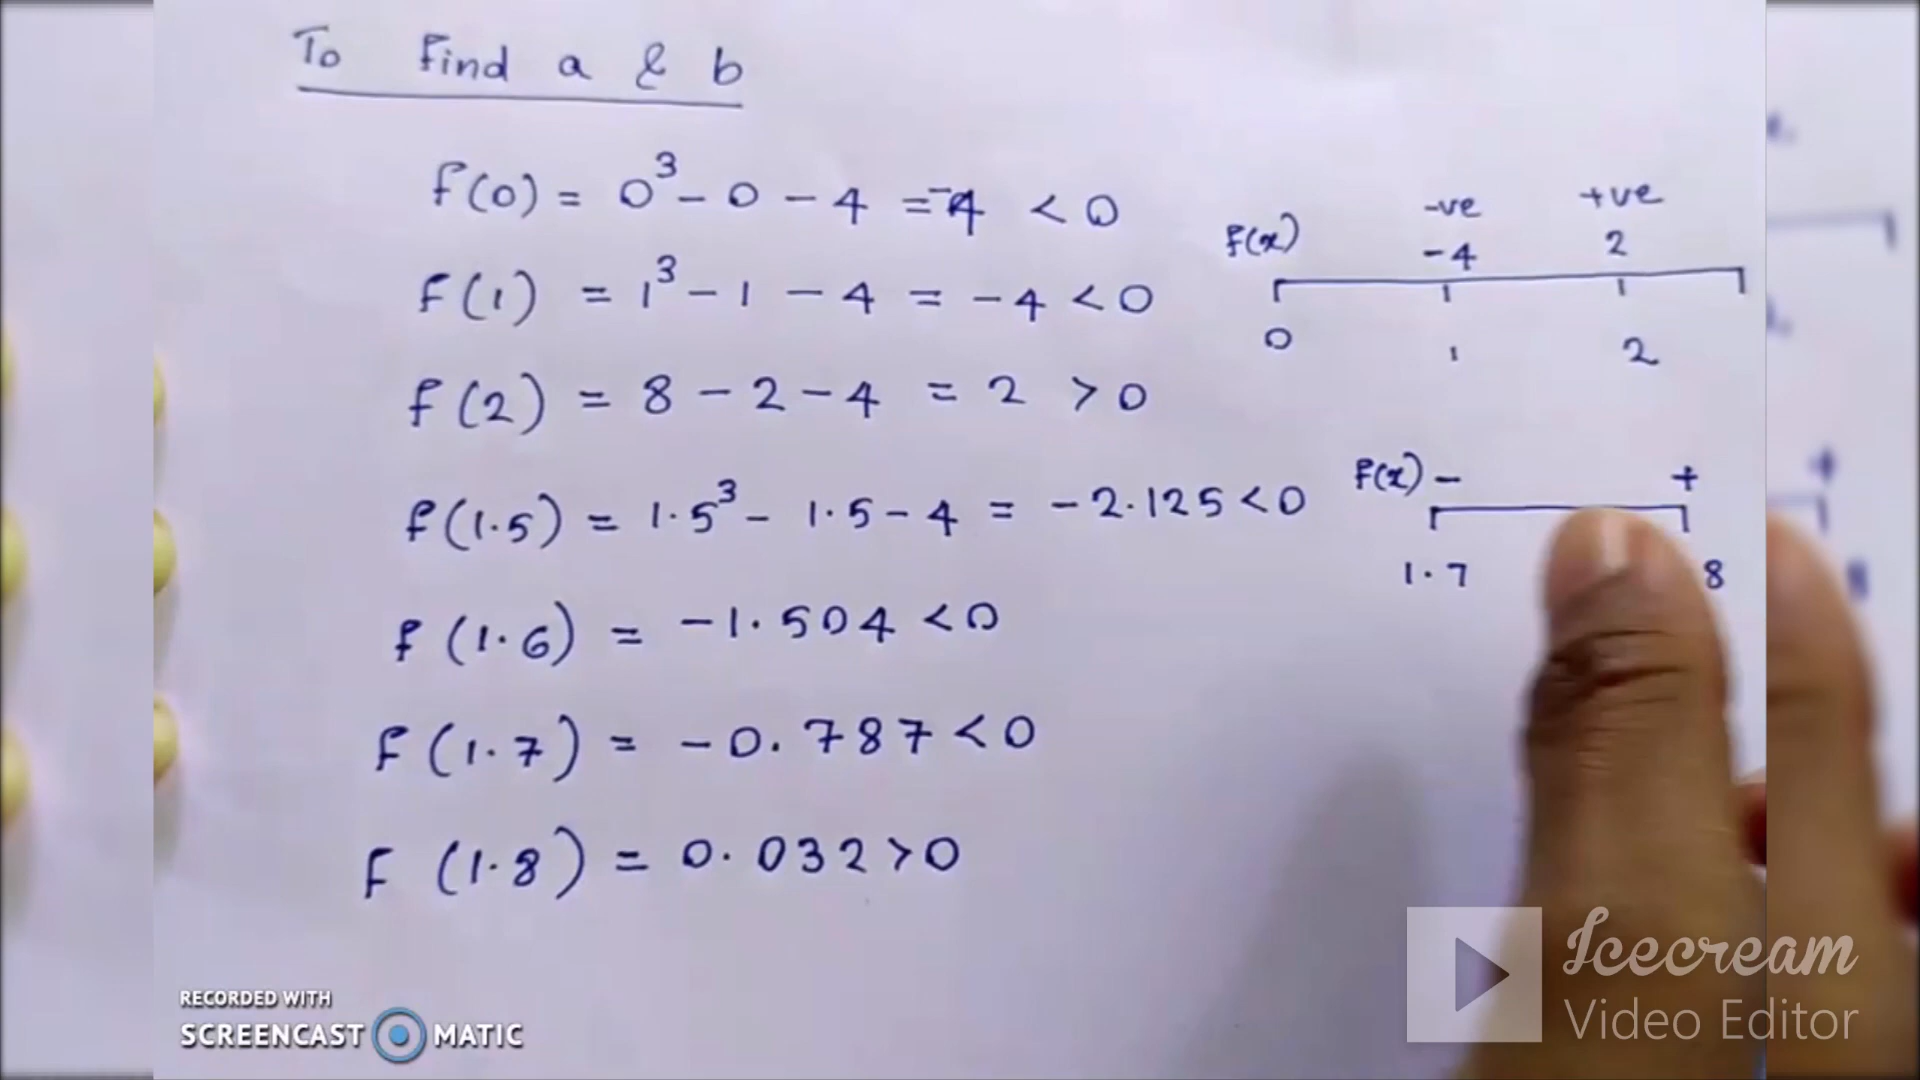 To Find a & b
f(0) = 0³ - 0 - 4 = -4 < 0
f(1) = 1³ - 1 - 4 = -4 < 0
f(2) = 8 - 2 - 4 = 2 > 0
f(1.5) = 1.5³ - 1.5 - 4 = -2.125 < 0
f(1.6) = -1.504 < 0
f(1.7) = -0.787 < 0
f(1.8) = 0.032 > 0
-ve +ve
f(x) -4 2
0 1 2
f(x) - +
1.7 8
RECORDED WITH
SCREENCAST MATIC
Icecream
Video Editor